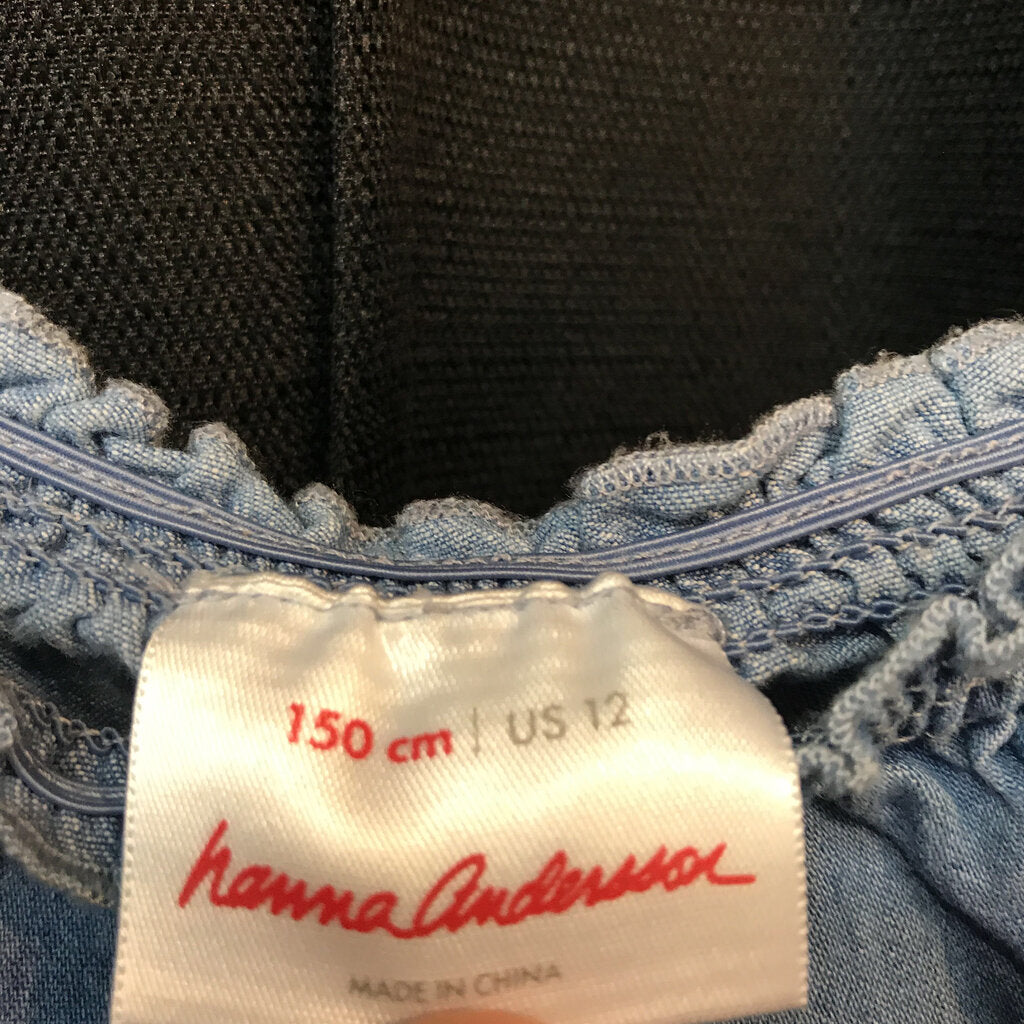 150 cm | US 12
hanna Andersson
MADE IN CHINA